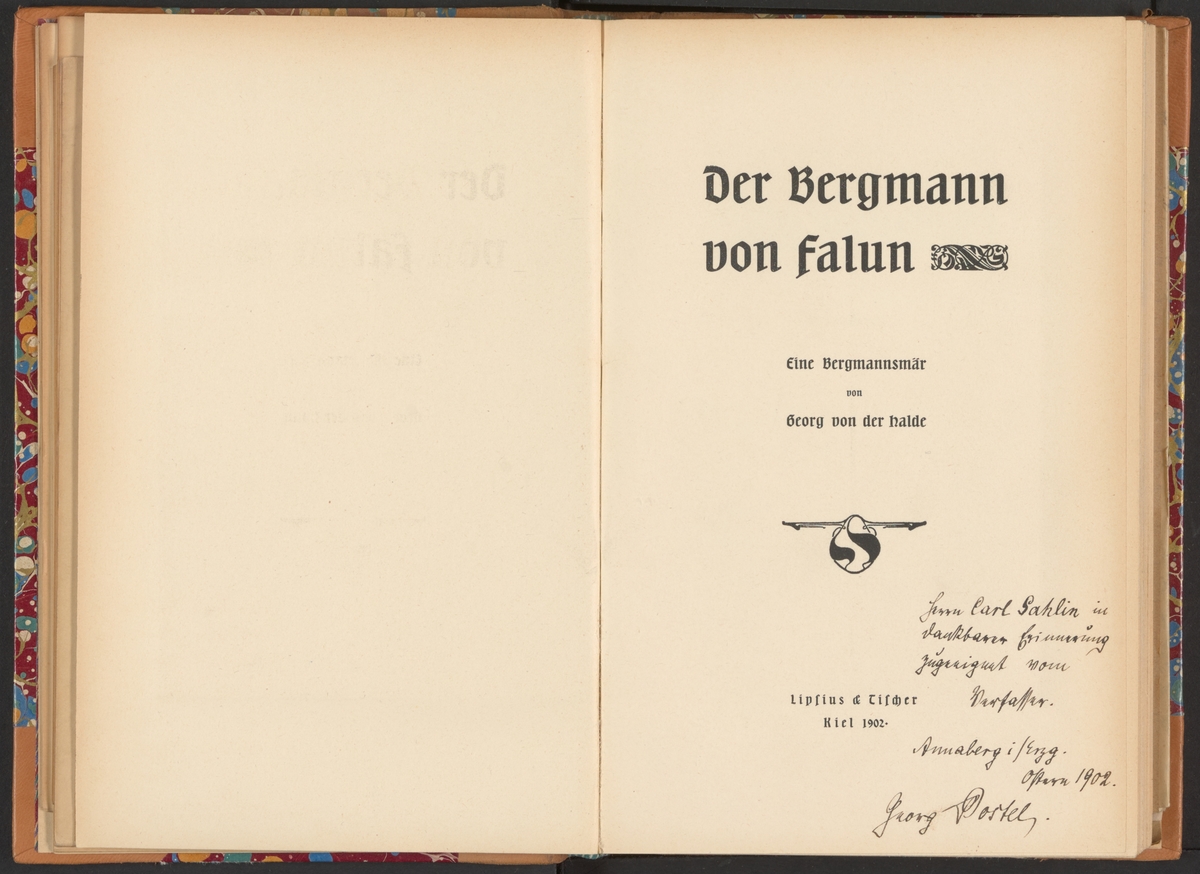 Der Bergmann
von Falun
Eine Bergmannsmär
von
Georg von der Halde
Lipsius & Tischer
Kiel 1902.
Herrn Carl Sahlin in
dankbarer Erinnerung
zugeeignet vom
Verfasser.
Annaberg i/Erzg.
Ostern 1902.
Georg Dostel.